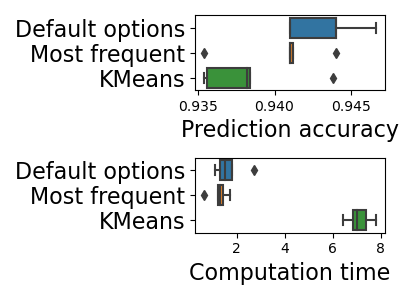 Default options
Most frequent
KMeans
0.935 0.940 0.945
Prediction accuracy
Default options
Most frequent
KMeans
2 4 6 8
Computation time